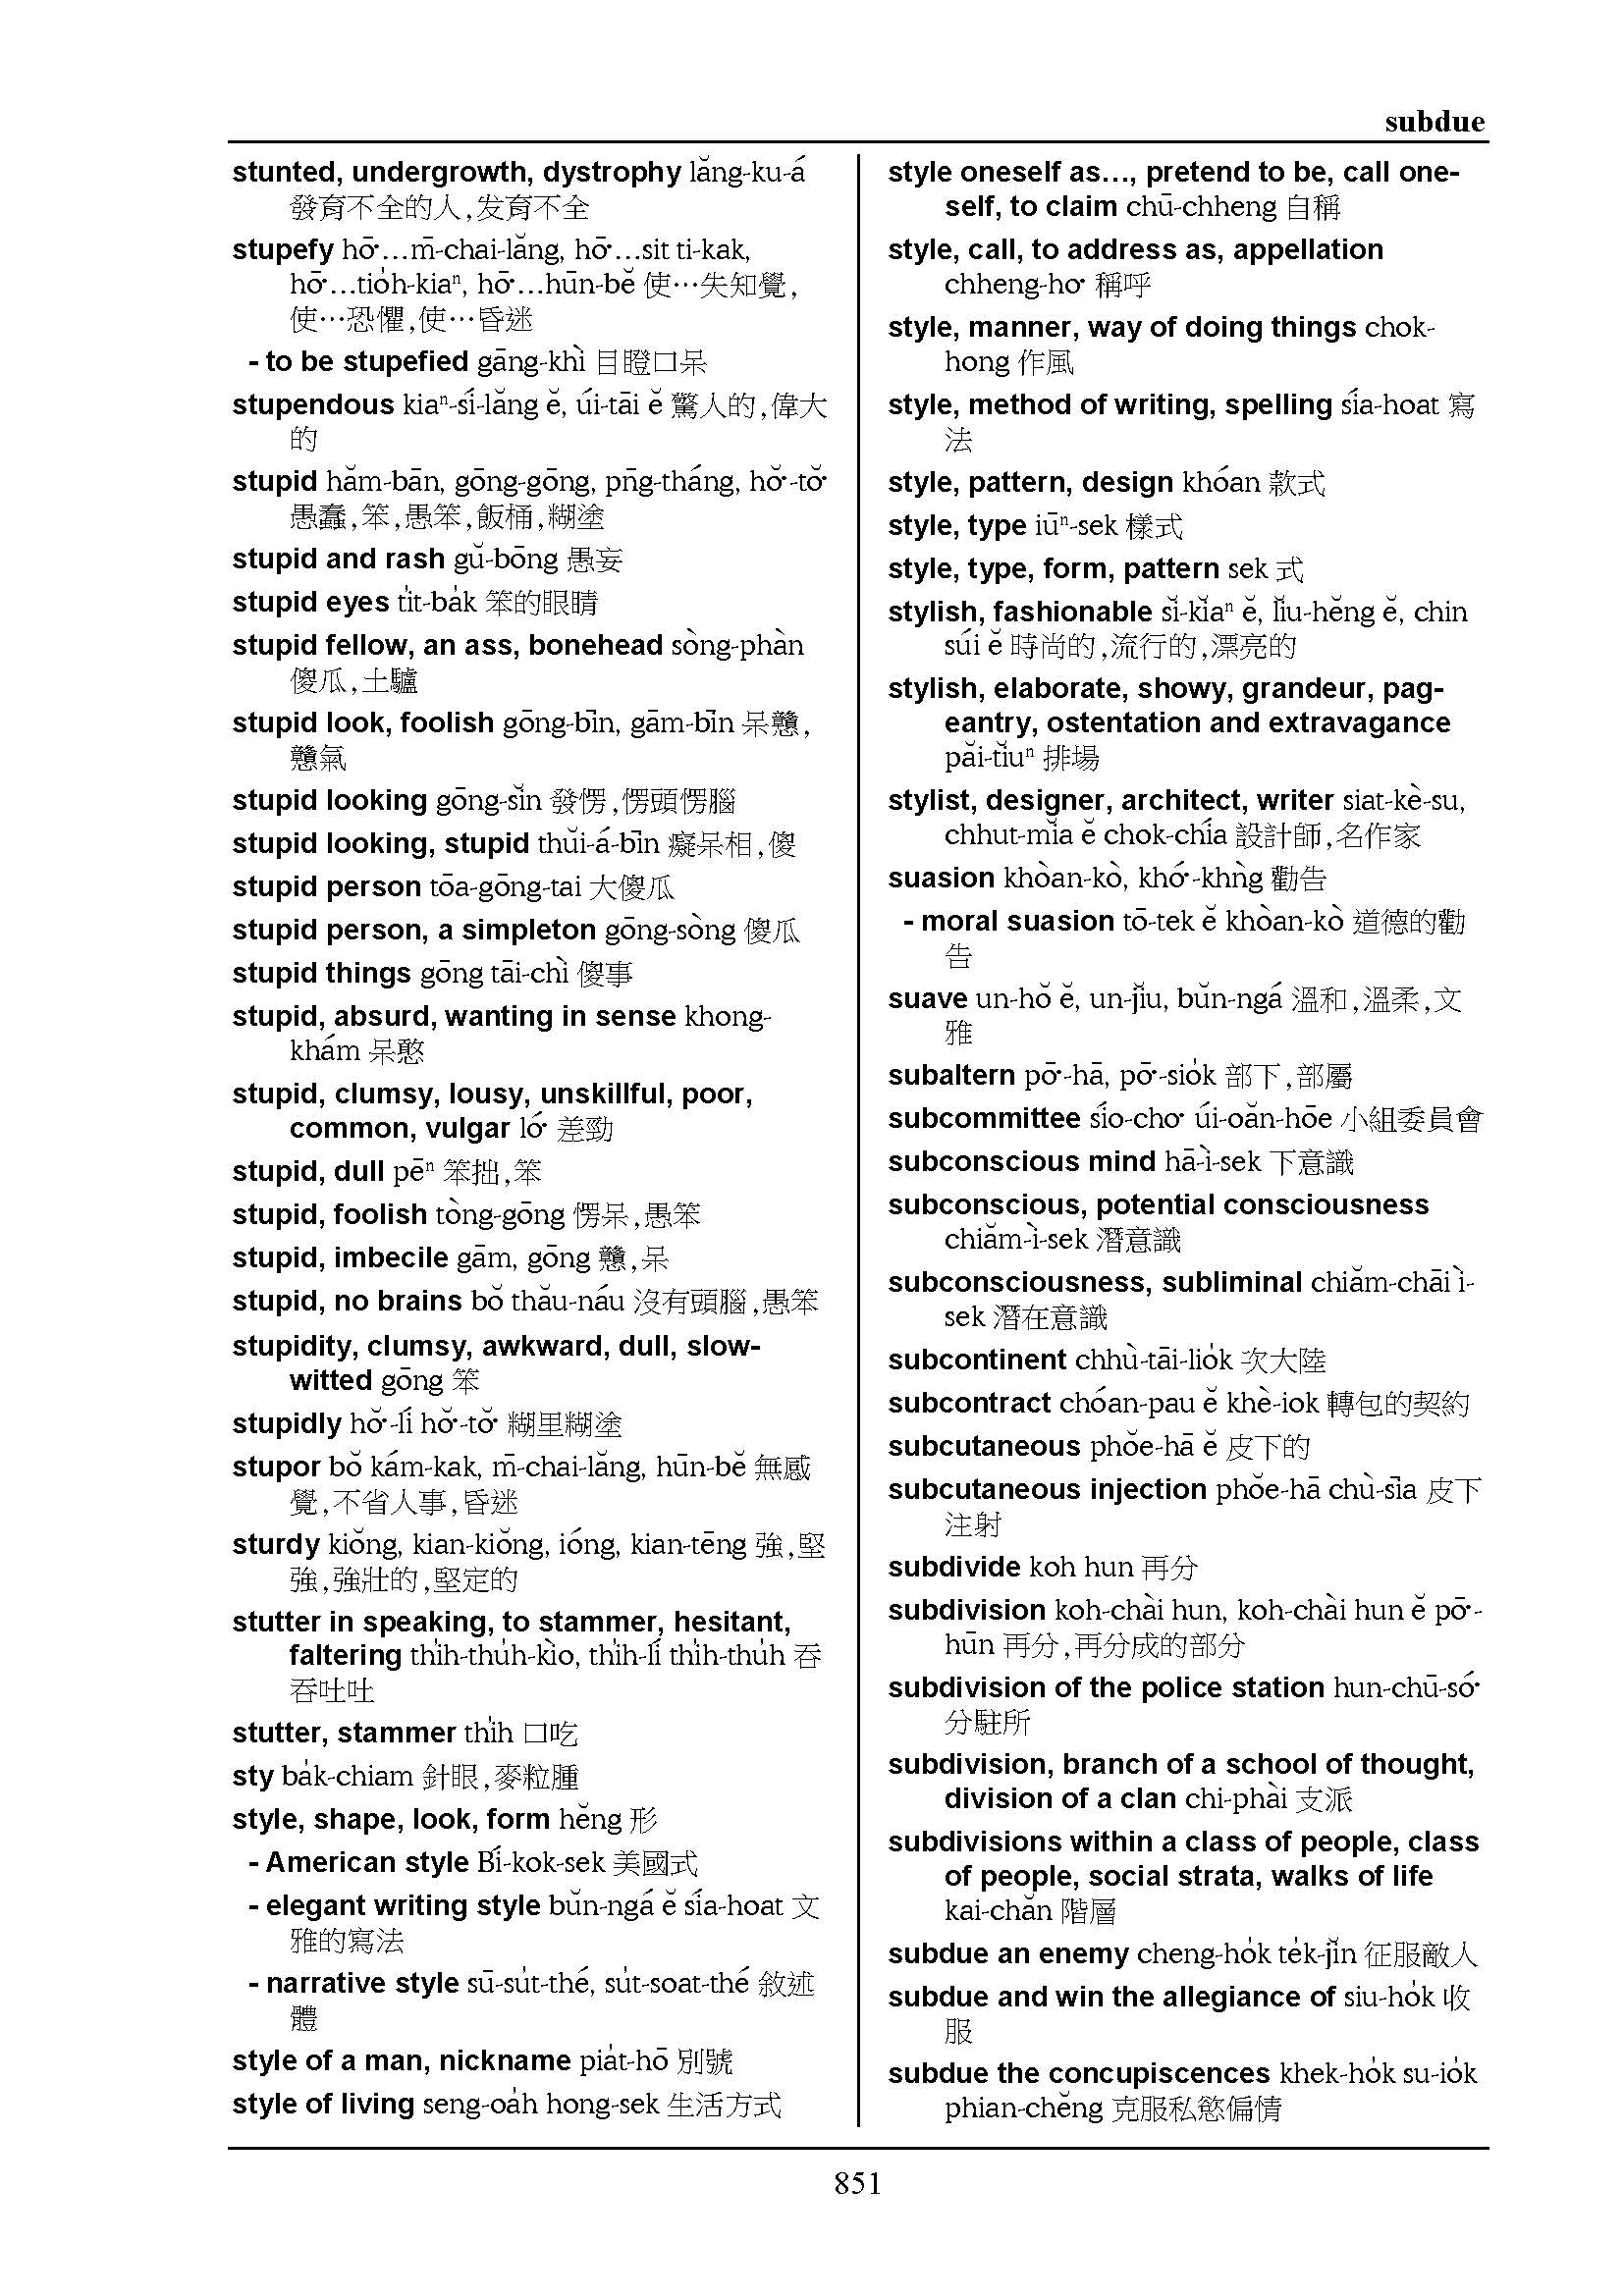 subdue
stunted, undergrowth, dystrophy lăng-ku-á
發育不全的人,发育不全
stupefy hō͘…m̄-chai-lăng, hō͘…sit ti-kak,
hō͘…tio̍h-kiaⁿ, hō͘…hūn-bĕ 使…失知覺,
使…恐懼,使…昏迷
- to be stupefied gāng-khì 目瞪口呆
stupendous kiaⁿ-sí-lăng ĕ, úi-tāi ĕ 驚人的,偉大
的
stupid hăm-bān, gōng-gōng, pn̄g-tháng, hŏ͘-tŏ͘
愚蠢,笨,愚笨,飯桶,糊塗
stupid and rash gŭ-bōng 愚妄
stupid eyes ti̍t-ba̍k 笨的眼睛
stupid fellow, an ass, bonehead sòng-phàn
傻瓜,土驢
stupid look, foolish gōng-bīn, gām-bīn 呆戇,
戇氣
stupid looking gōng-sĭn 發愣,愣頭愣腦
stupid looking, stupid thŭi-á-bīn 癡呆相,傻
stupid person tōa-gōng-tai 大傻瓜
stupid person, a simpleton gōng-sòng 傻瓜
stupid things gōng tāi-chì 傻事
stupid, absurd, wanting in sense khong-
khám 呆憨
stupid, clumsy, lousy, unskillful, poor,
common, vulgar ló͘ 差勁
stupid, dull pēⁿ 笨拙,笨
stupid, foolish tòng-gōng 愣呆,愚笨
stupid, imbecile gām, gōng 戇,呆
stupid, no brains bŏ thău-náu 沒有頭腦,愚笨
stupidity, clumsy, awkward, dull, slow-
witted gōng 笨
stupidly hŏ͘-lí hŏ͘-tŏ͘ 糊里糊塗
stupor bŏ kám-kak, m̄-chai-lăng, hūn-bĕ 無感
覺,不省人事,昏迷
sturdy kiŏng, kian-kiŏng, ióng, kian-tēng 強,堅
強,強壯的,堅定的
stutter in speaking, to stammer, hesitant,
faltering thi̍h-thu̍h-kìo, thi̍h-lí thi̍h-thu̍h 吞
吞吐吐
stutter, stammer thi̍h 口吃
sty ba̍k-chiam 針眼,麥粒腫
style, shape, look, form hĕng 形
- American style Bí-kok-sek 美國式
- elegant writing style bŭn-ngá ĕ sía-hoat 文
雅的寫法
- narrative style sū-su̍t-thé, su̍t-soat-thé 敘述
體
style of a man, nickname pia̍t-hō 別號
style of living seng-oa̍h hong-sek 生活方式
style oneself as…, pretend to be, call one-
self, to claim chū-chheng 自稱
style, call, to address as, appellation
chheng-ho͘ 稱呼
style, manner, way of doing things chok-
hong 作風
style, method of writing, spelling sía-hoat 寫
法
style, pattern, design khóan 款式
style, type iūⁿ-sek 樣式
style, type, form, pattern sek 式
stylish, fashionable sĭ-kĭaⁿ ĕ, lĭu-hĕng ĕ, chin
súi ĕ 時尚的,流行的,漂亮的
stylish, elaborate, showy, grandeur, pag-
eantry, ostentation and extravagance
păi-tĭuⁿ 排場
stylist, designer, architect, writer siat-kè-su,
chhut-mĭa ĕ chok-chía 設計師,名作家
suasion khòan-kò, khó͘-khǹg 勸告
- moral suasion tō-tek ĕ khòan-kò 道德的勸
告
suave un-hŏ ĕ, un-jĭu, bŭn-ngá 溫和,溫柔,文
雅
subaltern pō͘-hā, pō͘-sio̍k 部下,部屬
subcommittee sío-cho͘ úi-oăn-hōe 小組委員會
subconscious mind hā-ì-sek 下意識
subconscious, potential consciousness
chiăm-ì-sek 潛意識
subconsciousness, subliminal chiăm-chāi ì-
sek 潛在意識
subcontinent chhù-tāi-lio̍k 次大陸
subcontract chóan-pau ĕ khè-iok 轉包的契約
subcutaneous phŏe-hā ĕ 皮下的
subcutaneous injection phŏe-hā chù-sīa 皮下
注射
subdivide koh hun 再分
subdivision koh-chài hun, koh-chài hun ĕ pō͘-
hūn 再分,再分成的部分
subdivision of the police station hun-chū-só͘
分駐所
subdivision, branch of a school of thought,
division of a clan chi-phài 支派
subdivisions within a class of people, class
of people, social strata, walks of life
kai-chăn 階層
subdue an enemy cheng-ho̍k te̍k-jĭn 征服敵人
subdue and win the allegiance of siu-ho̍k 收
服
subdue the concupiscences khek-ho̍k su-io̍k
phian-chĕng 克服私慾偏情
851